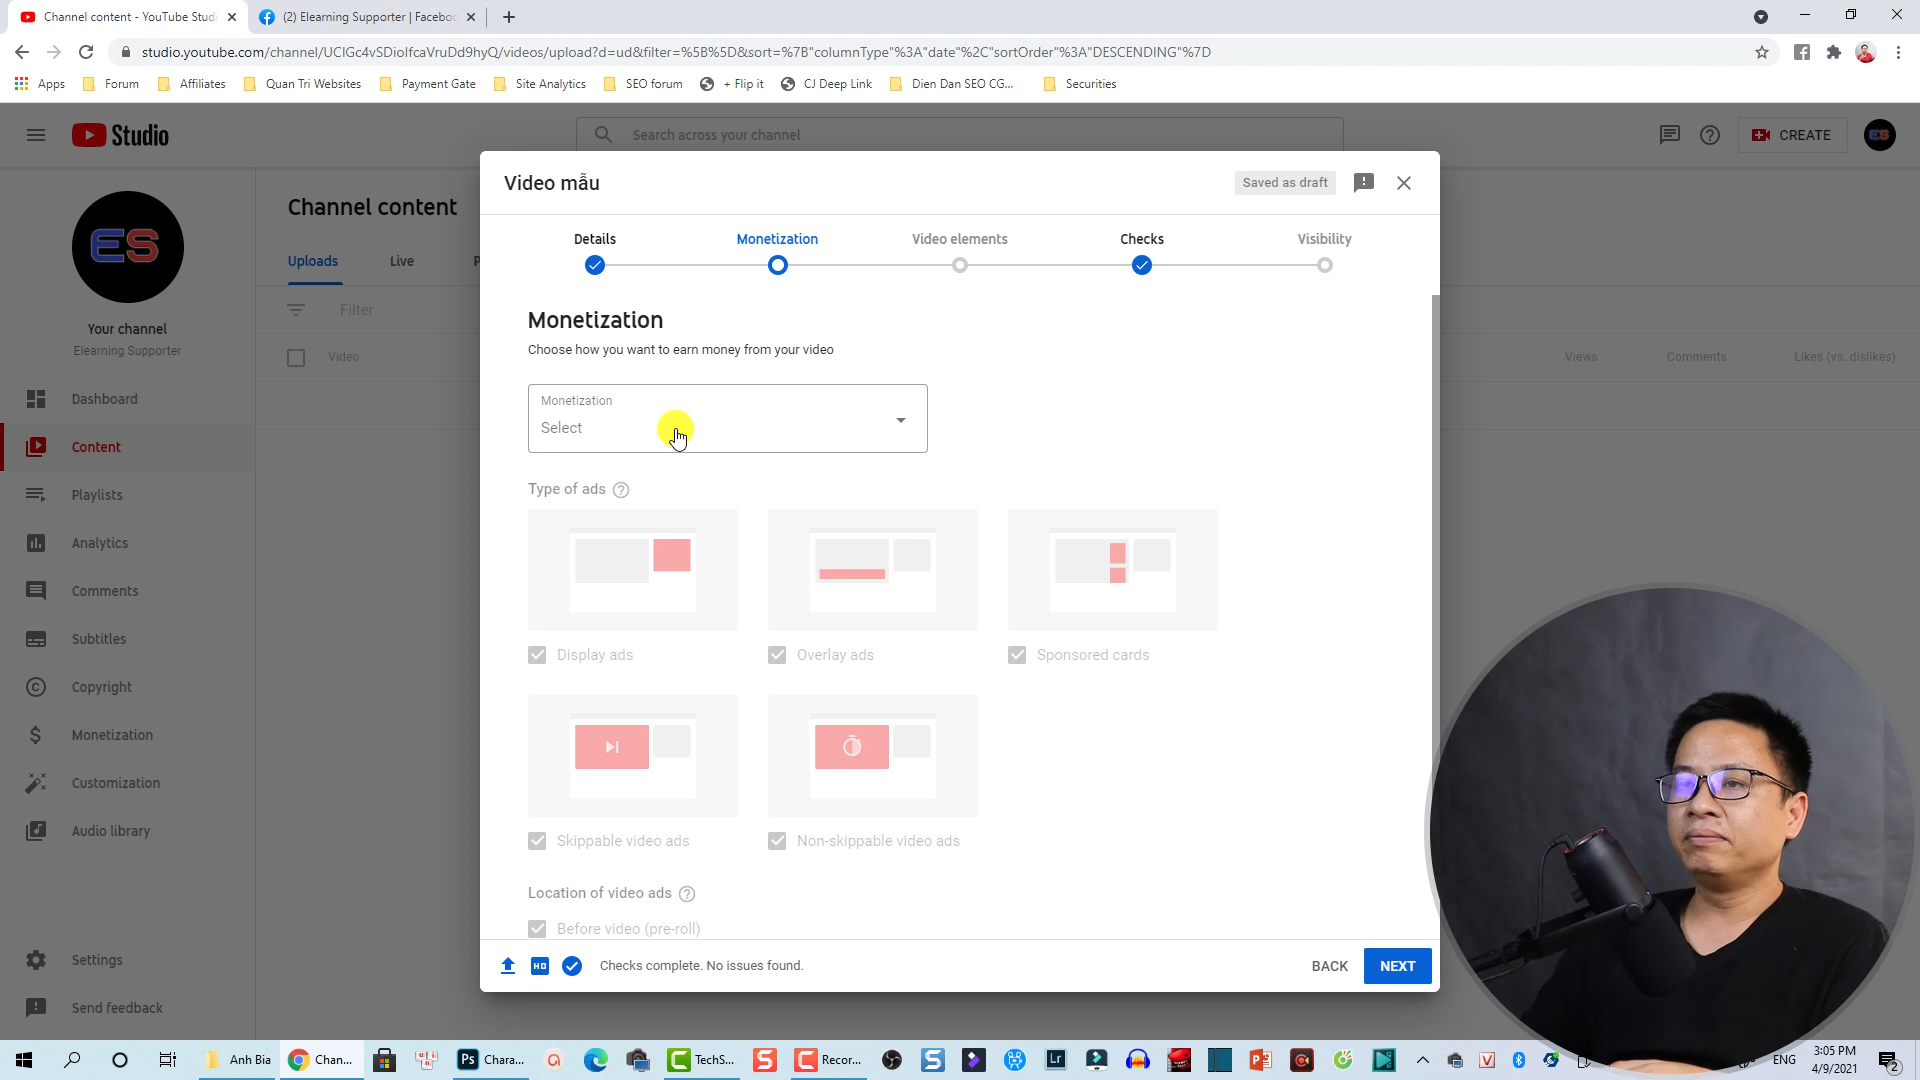 Channel content - YouTube Studi
(2) Elearning Supporter | Faceboo
studio.youtube.com/channel/UCIGc4vSDioIfcaVruDd9hyQ/videos/upload?d=ud&filter=%5B%5D&sort=%7B"columnType"%3A"date"%2C"sortOrder"%3A"DESCENDING"%7D
Apps
Forum
Affiliates
Quan Tri Websites
Payment Gate
Site Analytics
SEO forum
+ Flip it
CJ Deep Link
Dien Dan SEO CG...
Securities
Studio
Search across your channel
CREATE
ES
ES
Your channel
Elearning Supporter
Dashboard
Content
Playlists
Analytics
Comments
Subtitles
Copyright
Monetization
Customization
Audio library
Settings
Send feedback
Channel content
Uploads
Live
P
Filter
Video
Views
Comments
Likes (vs. dislikes)
Video mẫu
Saved as draft
Details
Monetization
Video elements
Checks
Visibility
Monetization
Choose how you want to earn money from your video
Monetization
Select
Type of ads
Display ads
Overlay ads
Sponsored cards
Skippable video ads
Non-skippable video ads
Location of video ads
Before video (pre-roll)
HD
Checks complete. No issues found.
BACK
NEXT
Anh Bia
Chan...
Ps
Chara...
TechS...
Recor...
Lr
ENG
3:05 PM
4/9/2021
2